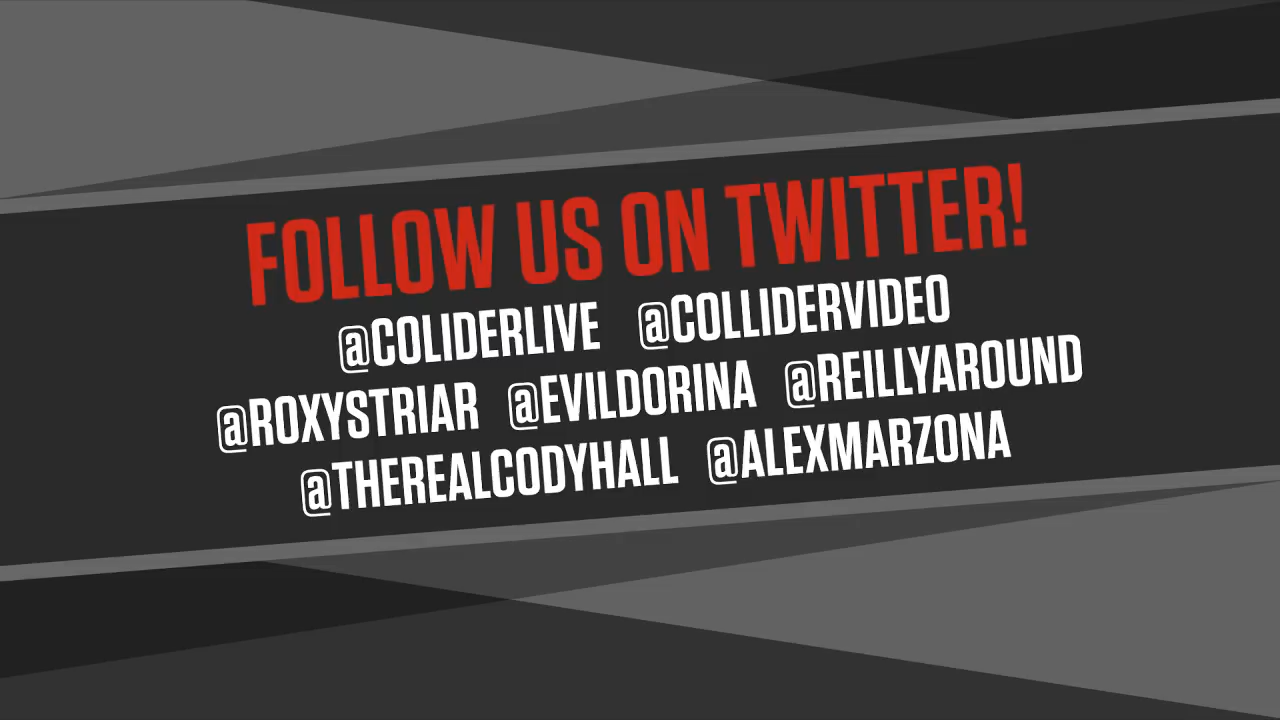 FOLLOW US ON TWITTER!
@COLIDERLIVE @COLLIDERVIDEO
@ROXYSTRIAR @EVILDORINA @REILLYAROUND
@THEREALCODYHALL @ALEXMARZONA